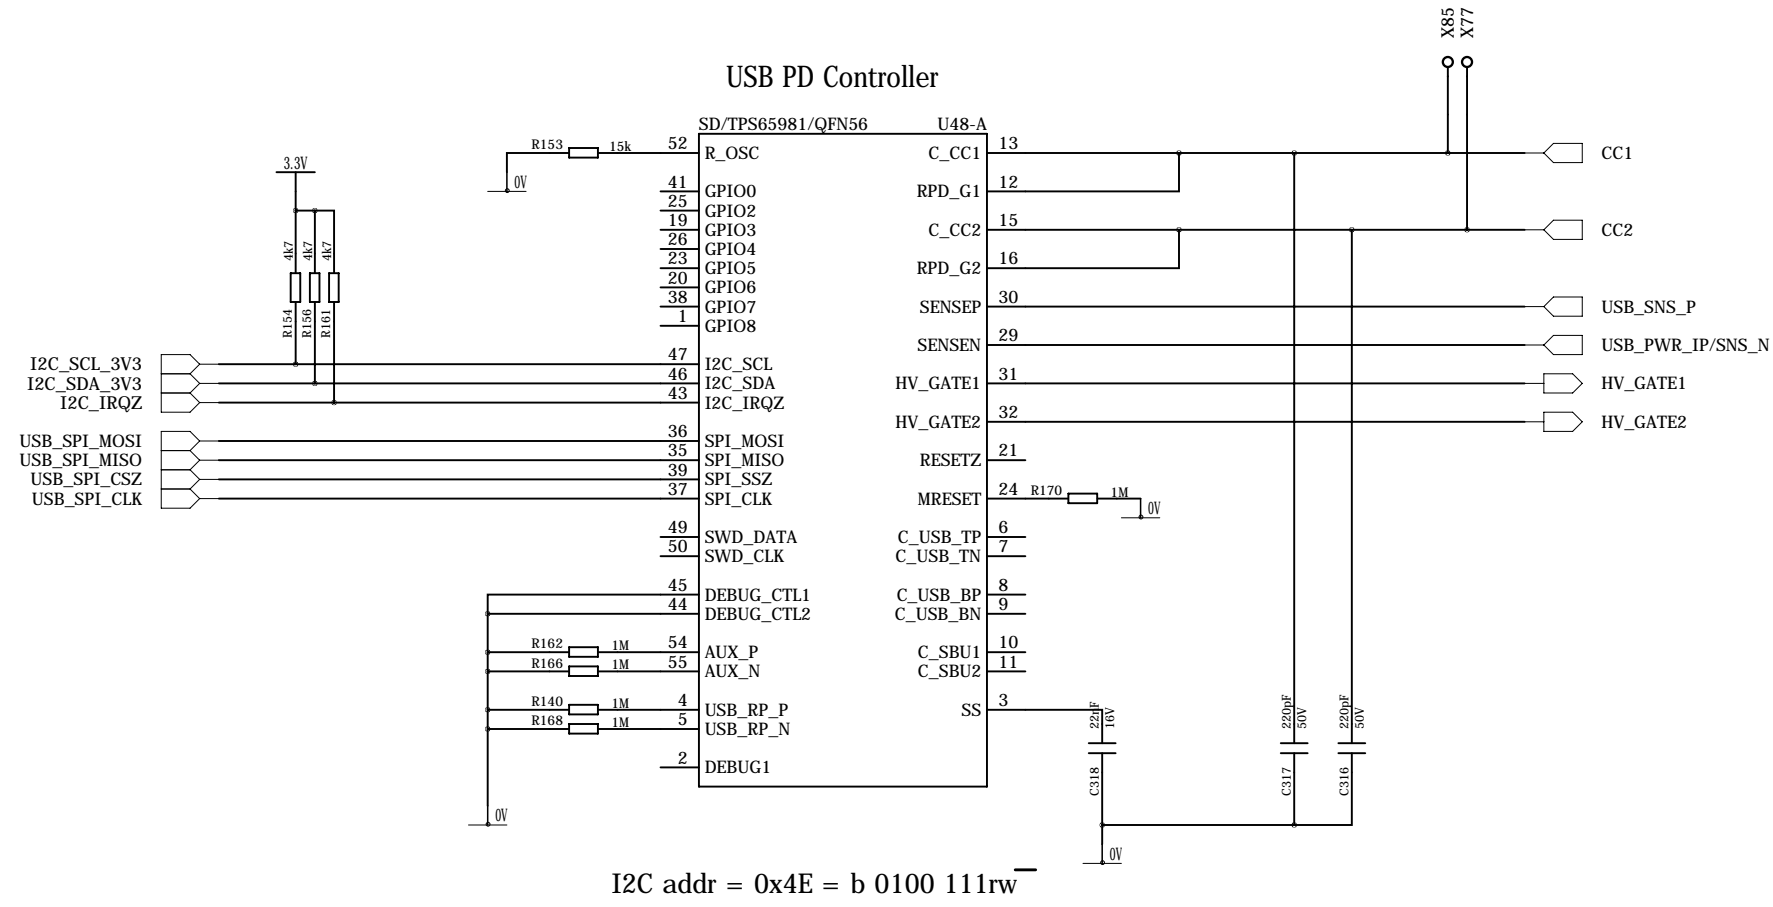 X85
X77
USB PD Controller
SD/TPS65981/QFN56 U48-A
R153 15k 52 R_OSC C_CC1 13 CC1
0V
3.3V
41 GPIO0 RPD_G1 12
25 GPIO2
19 GPIO3 C_CC2 15 CC2
26 GPIO4
23 GPIO5 RPD_G2 16
20 GPIO6
38 GPIO7 SENSEP 30 USB_SNS_P
1 GPIO8
4k7 4k7 4k7
R154 R156 R161
SENSEN 29 USB_PWR_IP/SNS_N
I2C_SCL_3V3 47 I2C_SCL
I2C_SDA_3V3 46 I2C_SDA HV_GATE1 31 HV_GATE1
I2C_IRQZ 43 I2C_IRQZ
HV_GATE2 32 HV_GATE2
USB_SPI_MOSI 36 SPI_MOSI
USB_SPI_MISO 35 SPI_MISO RESETZ 21
USB_SPI_CSZ 39 SPI_SSZ
USB_SPI_CLK 37 SPI_CLK MRESET 24 R170 1M
0V
49 SWD_DATA C_USB_TP 6
50 SWD_CLK C_USB_TN 7
45 DEBUG_CTL1 C_USB_BP 8
44 DEBUG_CTL2 C_USB_BN 9
R162 1M 54 AUX_P C_SBU1 10
R166 1M 55 AUX_N C_SBU2 11
R140 1M 4 USB_RP_P SS 3
R168 1M 5 USB_RP_N
22nF 16V
220pF 50V
220pF 50V
2 DEBUG1
C318 C317 C316
0V
0V
I2C addr = 0x4E = b 0100 111rw̅